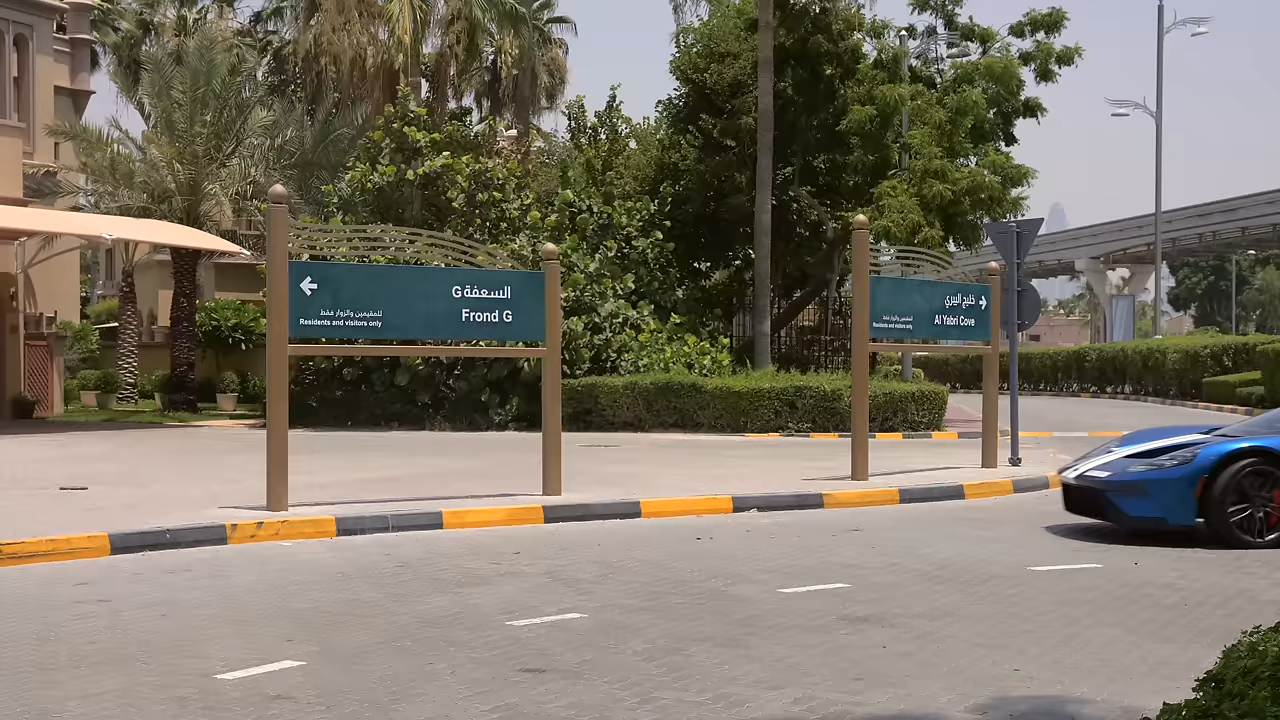 السعفة G
Frond G
للمقيمين والزوار فقط
Residents and visitors only
خليج اليبري
Al Yabri Cove
للمقيمين والزوار فقط
Residents and visitors only